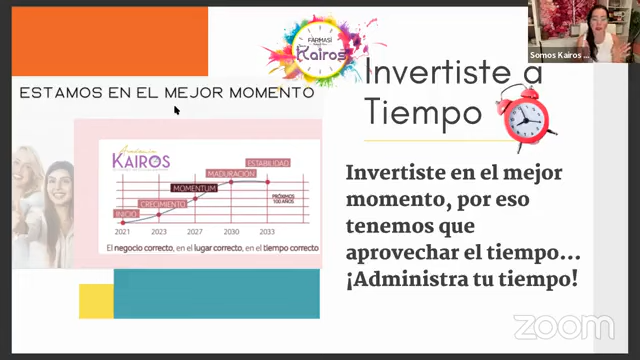 FARMASI
Kairos
Somos Kairos ...
ESTAMOS EN EL MEJOR MOMENTO
Invertiste a
Tiempo
Academia
KAIROS
ESTABILIDAD
MADURACIÓN
MOMENTUM
CRECIMIENTO
INICIO
PRÓXIMOS
100 AÑOS
2021 2023 2027 2030 2033
El negocio correcto, en el lugar correcto, en el tiempo correcto
Invertiste en el mejor
momento, por eso
tenemos que
aprovechar el tiempo...
¡Administra tu tiempo!
zoom